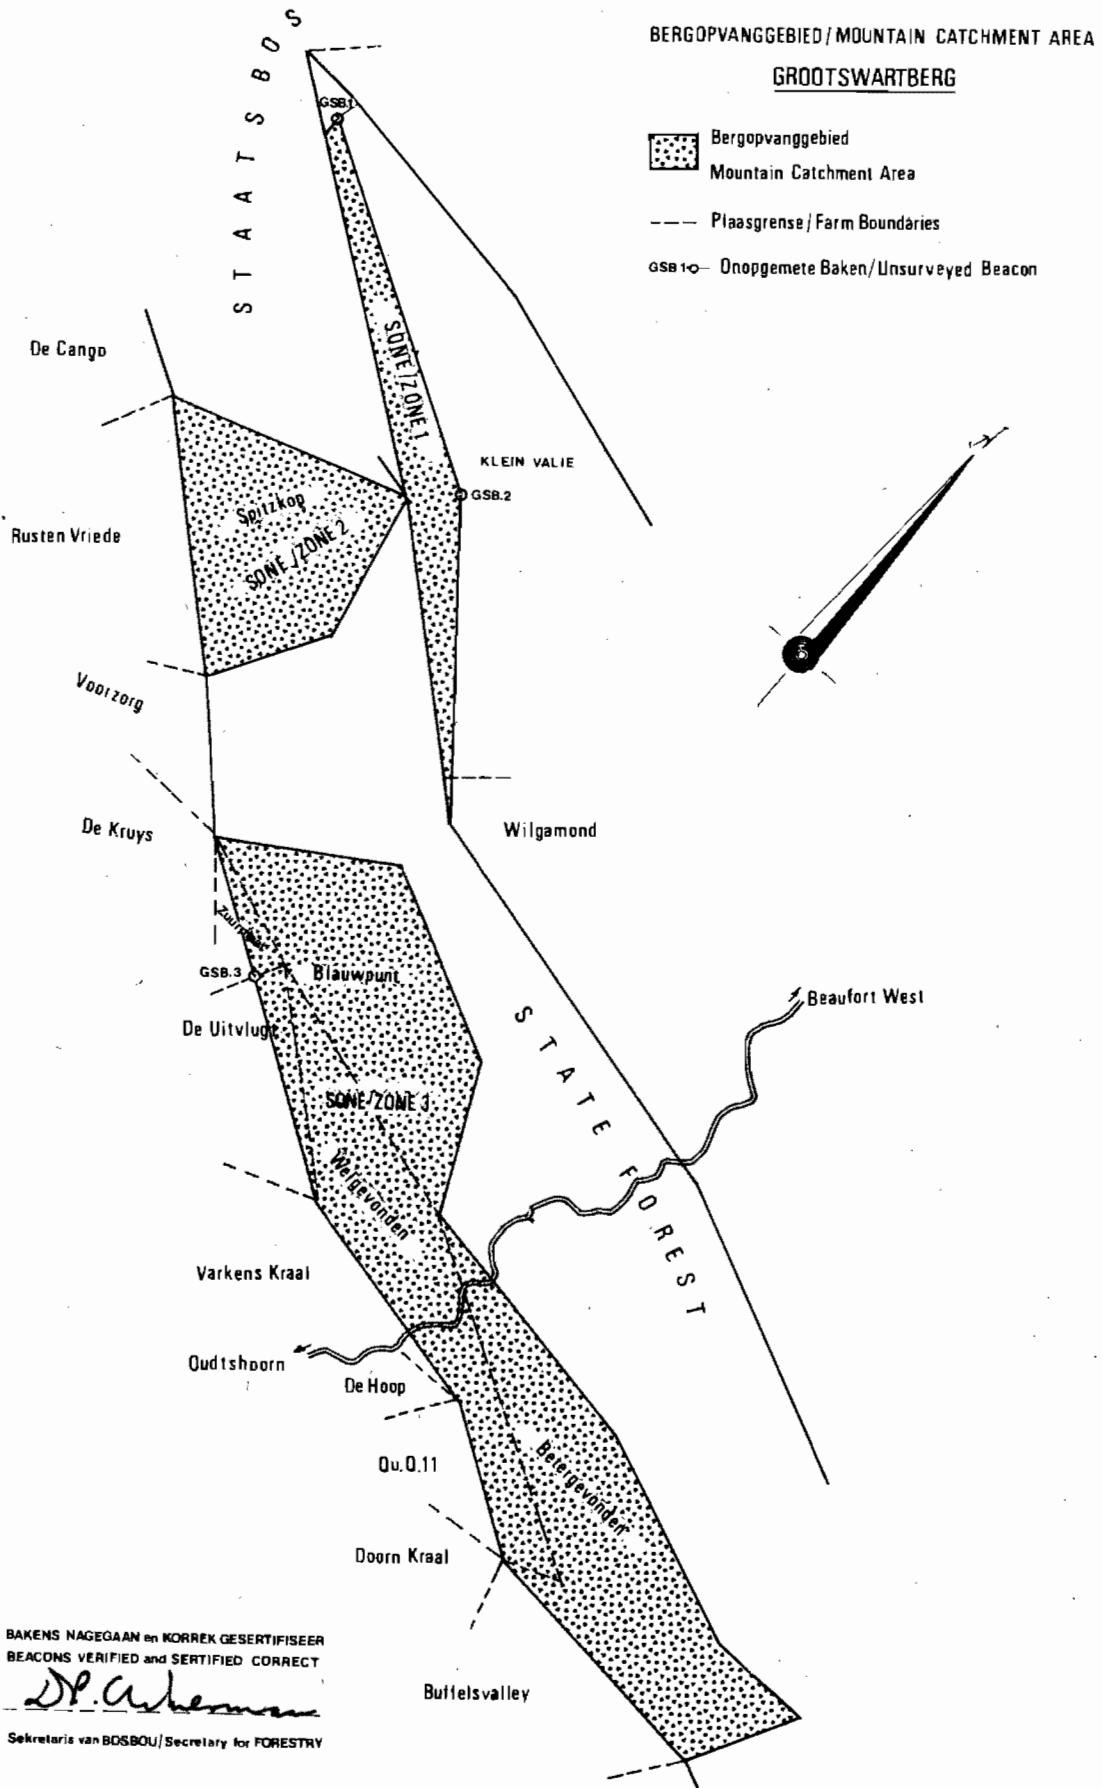 BERGOPVANGGEBIED/MOUNTAIN CATCHMENT AREA
GROOTSWARTBERG
Bergopvanggebied
Mountain Catchment Area
Plaasgrense/Farm Boundaries
GSB 1 Onopgemete Baken/Unsurveyed Beacon
STAATSBOS
GSB.1
SONE/ZONE 1
De Cango
KLEIN VALIE
GSB.2
Spitzkop
SONE/ZONE 2
Rusten Vriede
Voorzorg
De Kruys
Wilgamond
GSB.3
Blauwpunt
De Uitvlugt
STATE FOREST
Beaufort West
SONE/ZONE 3
Welgevonden
Varkens Kraal
Oudtshoorn
De Hoop
Qu.Q.11
Betergevonden
Doorn Kraal
Buffelsvalley
BAKENS NAGEGAAN en KORREK GESERTIFISEER
BEACONS VERIFIED and SERTIFIED CORRECT
D.P. Ackerman
Sekretaris van BOSBOU/Secretary for FORESTRY